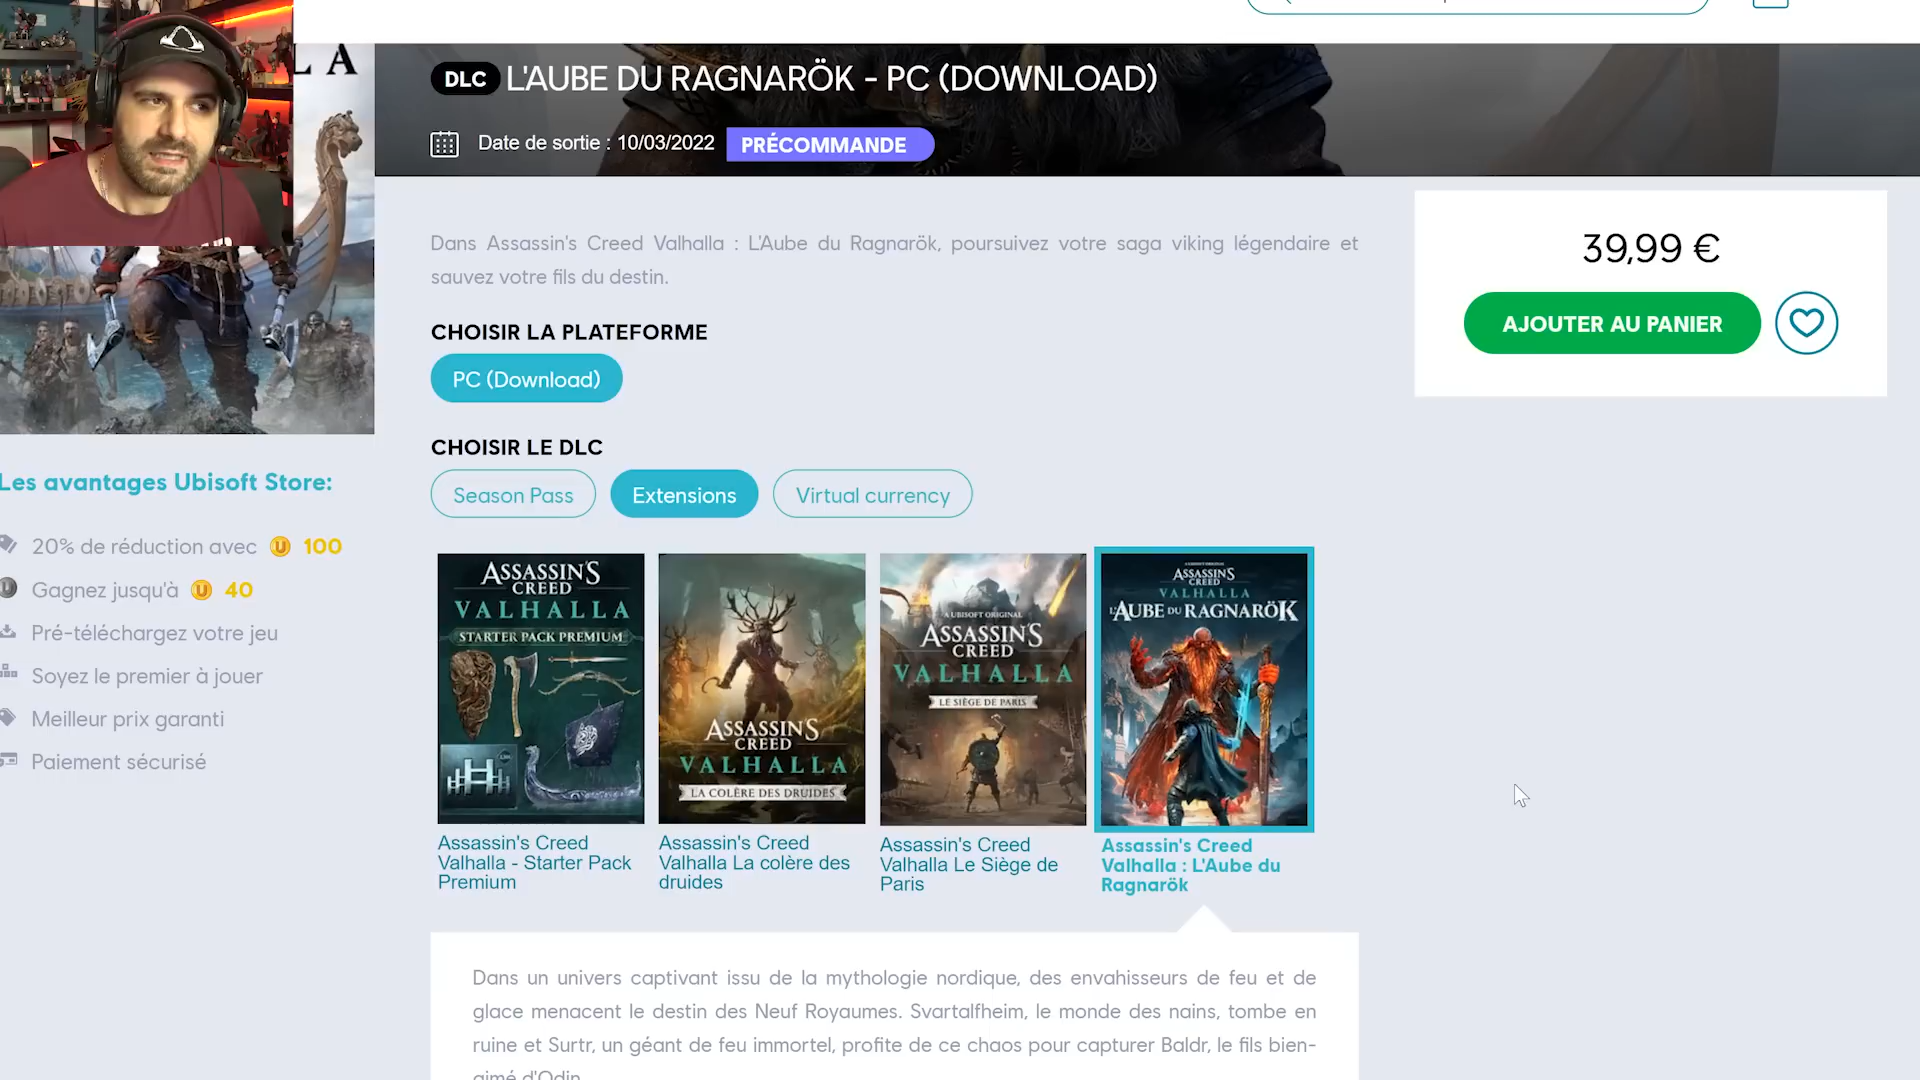 LA
DLC L'AUBE DU RAGNARÖK - PC (DOWNLOAD)
Date de sortie : 10/03/2022 PRÉCOMMANDE
Dans Assassin's Creed Valhalla : L'Aube du Ragnarök, poursuivez votre saga viking légendaire et
sauvez votre fils du destin.
39,99 €
AJOUTER AU PANIER
CHOISIR LA PLATEFORME
PC (Download)
CHOISIR LE DLC
Season Pass
Extensions
Virtual currency
Les avantages Ubisoft Store:
20% de réduction avec 100
Gagnez jusqu'à 40
Pré-téléchargez votre jeu
Soyez le premier à jouer
Meilleur prix garanti
Paiement sécurisé
ASSASSIN'S
CREED
VALHALLA
STARTER PACK PREMIUM
Assassin's Creed
Valhalla - Starter Pack
Premium
ASSASSIN'S
CREED
VALHALLA
LA COLÈRE DES DRUIDES
Assassin's Creed
Valhalla La colère des
druides
A UBISOFT ORIGINAL
ASSASSIN'S
CREED
VALHALLA
LE SIÈGE DE PARIS
Assassin's Creed
Valhalla Le Siège de
Paris
A UBISOFT ORIGINAL
ASSASSIN'S
CREED
VALHALLA
L'AUBE DU RAGNARÖK
Assassin's Creed
Valhalla : L'Aube du
Ragnarök
Dans un univers captivant issu de la mythologie nordique, des envahisseurs de feu et de
glace menacent le destin des Neuf Royaumes. Svartalfheim, le monde des nains, tombe en
ruine et Surtr, un géant de feu immortel, profite de ce chaos pour capturer Baldr, le fils bien-
aimé d'Odin.